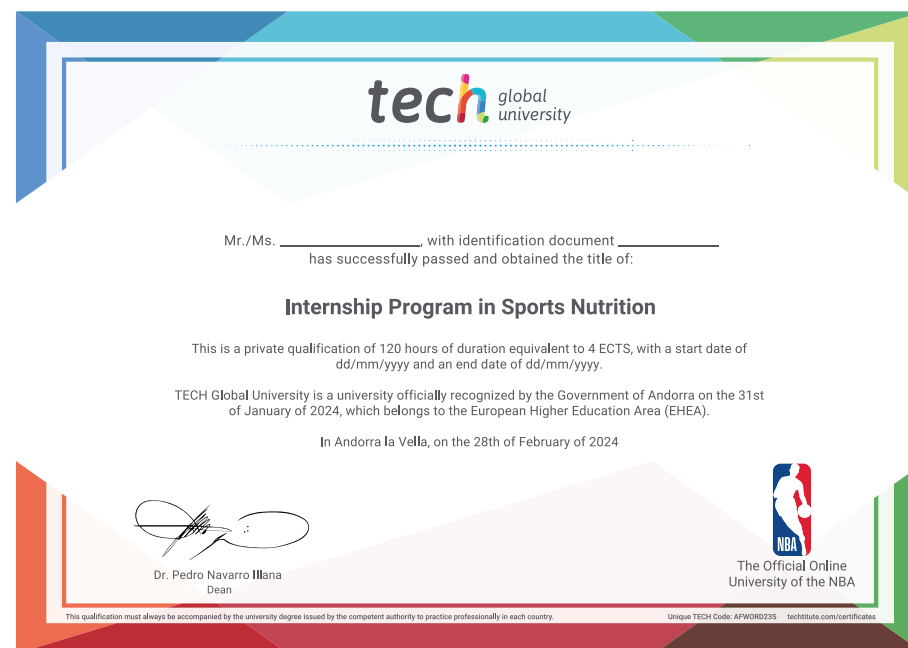 tech global university
Mr./Ms. , with identification document
has successfully passed and obtained the title of:
Internship Program in Sports Nutrition
This is a private qualification of 120 hours of duration equivalent to 4 ECTS, with a start date of
dd/mm/yyyy and an end date of dd/mm/yyyy.
TECH Global University is a university officially recognized by the Government of Andorra on the 31st
of January of 2024, which belongs to the European Higher Education Area (EHEA).
In Andorra la Vella, on the 28th of February of 2024
NBA
Dr. Pedro Navarro Illana
Dean
The Official Online
University of the NBA
This qualification must always be accompanied by the university degree issued by the competent authority to practice professionally in each country.
Unique TECH Code: AFWORD23S techtitute.com/certificates